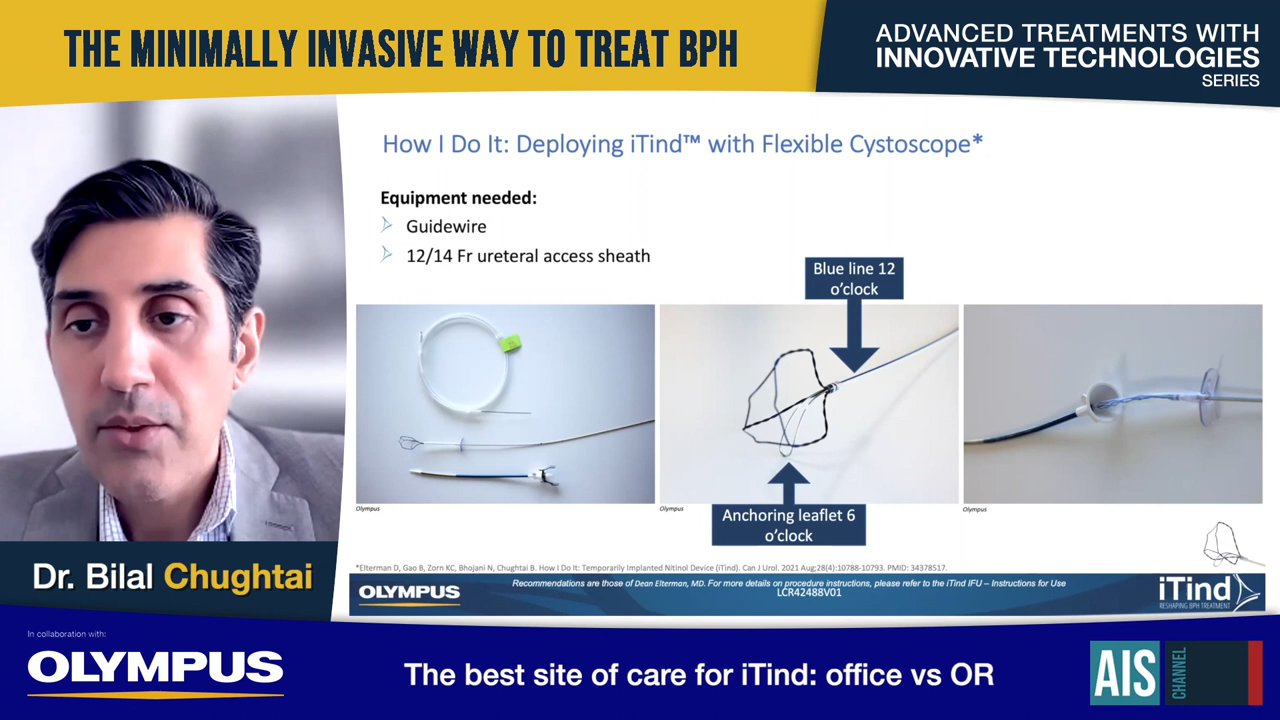 THE MINIMALLY INVASIVE WAY TO TREAT BPH
ADVANCED TREATMENTS WITH
INNOVATIVE TECHNOLOGIES
SERIES
How I Do It: Deploying iTind™ with Flexible Cystoscope*
Equipment needed:
Guidewire
12/14 Fr ureteral access sheath
Blue line 12
o’clock
Anchoring leaflet 6
o’clock
Olympus
Olympus
Olympus
*Elterman D, Gao B, Zorn KC, Bhojani N, Chughtai B. How I Do It: Temporarily Implanted Nitinol Device (iTind). Can J Urol. 2021 Aug;28(4):10788-10793. PMID: 34378517.
OLYMPUS
Recommendations are those of Dean Elterman, MD. For more details on procedure instructions, please refer to the iTind IFU – Instructions for Use
LCR42488V01
iTind
RESHAPING BPH TREATMENT
Dr. Bilal Chughtai
In collaboration with:
OLYMPUS
The best site of care for iTind: office vs OR
AIS
CHANNEL